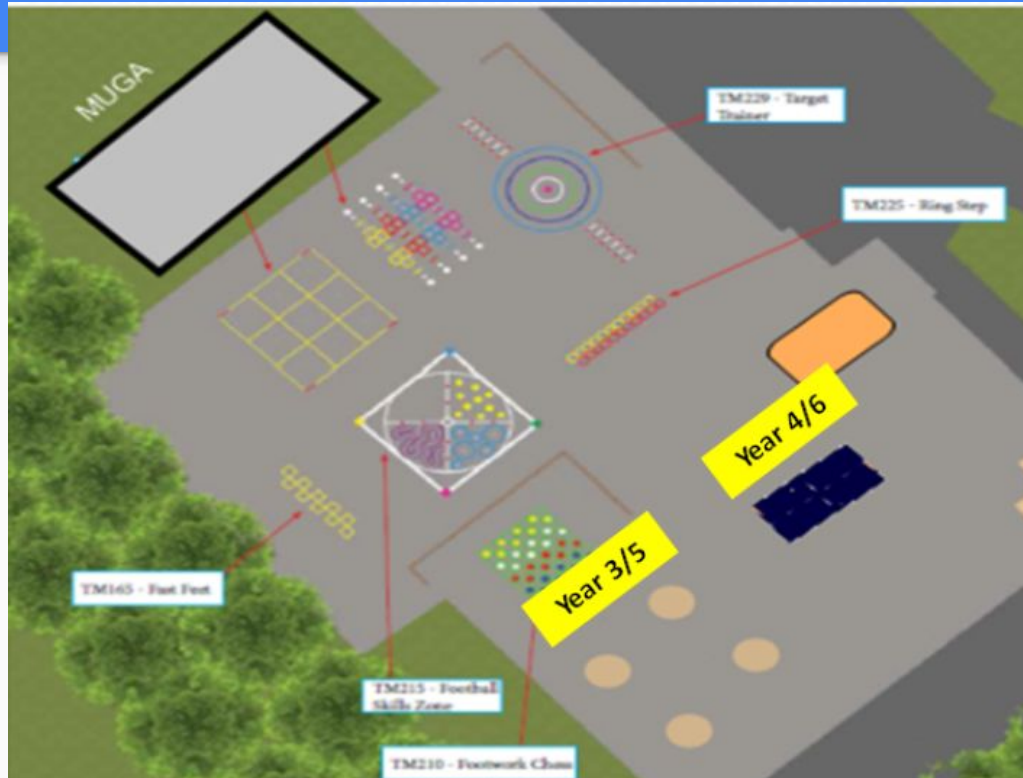 MUGA
TM229 - Target
Trainer
TM225 - Ring Step
Year 4/6
Year 3/5
TM165 - Fast Feet
TM215 - Football
Skills Zone
TM210 - Footwork Chaos